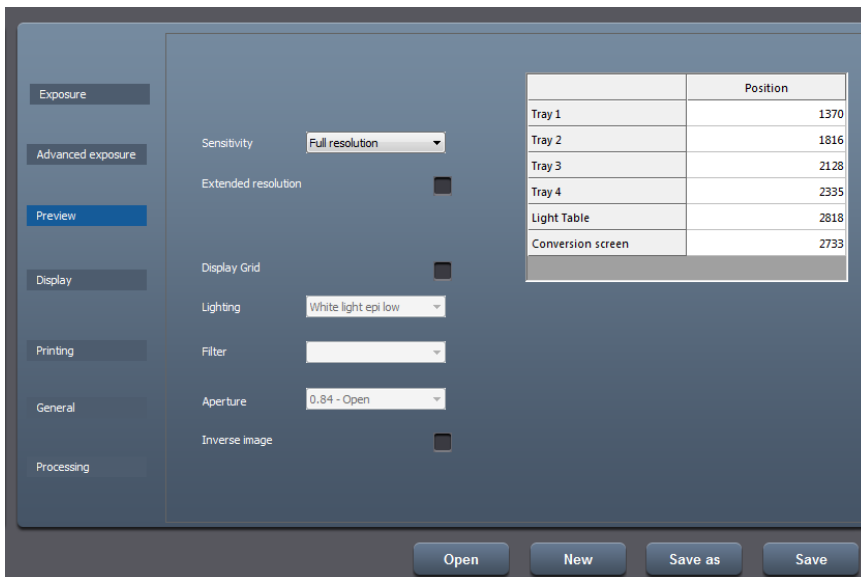 Exposure
Advanced exposure
Preview
Display
Printing
General
Processing
Sensitivity Full resolution
Extended resolution
Display Grid
Lighting White light epi low
Filter
Aperture 0.84 - Open
Inverse image
Position
Tray 1 1370
Tray 2 1816
Tray 3 2128
Tray 4 2335
Light Table 2818
Conversion screen 2733
Open New Save as Save